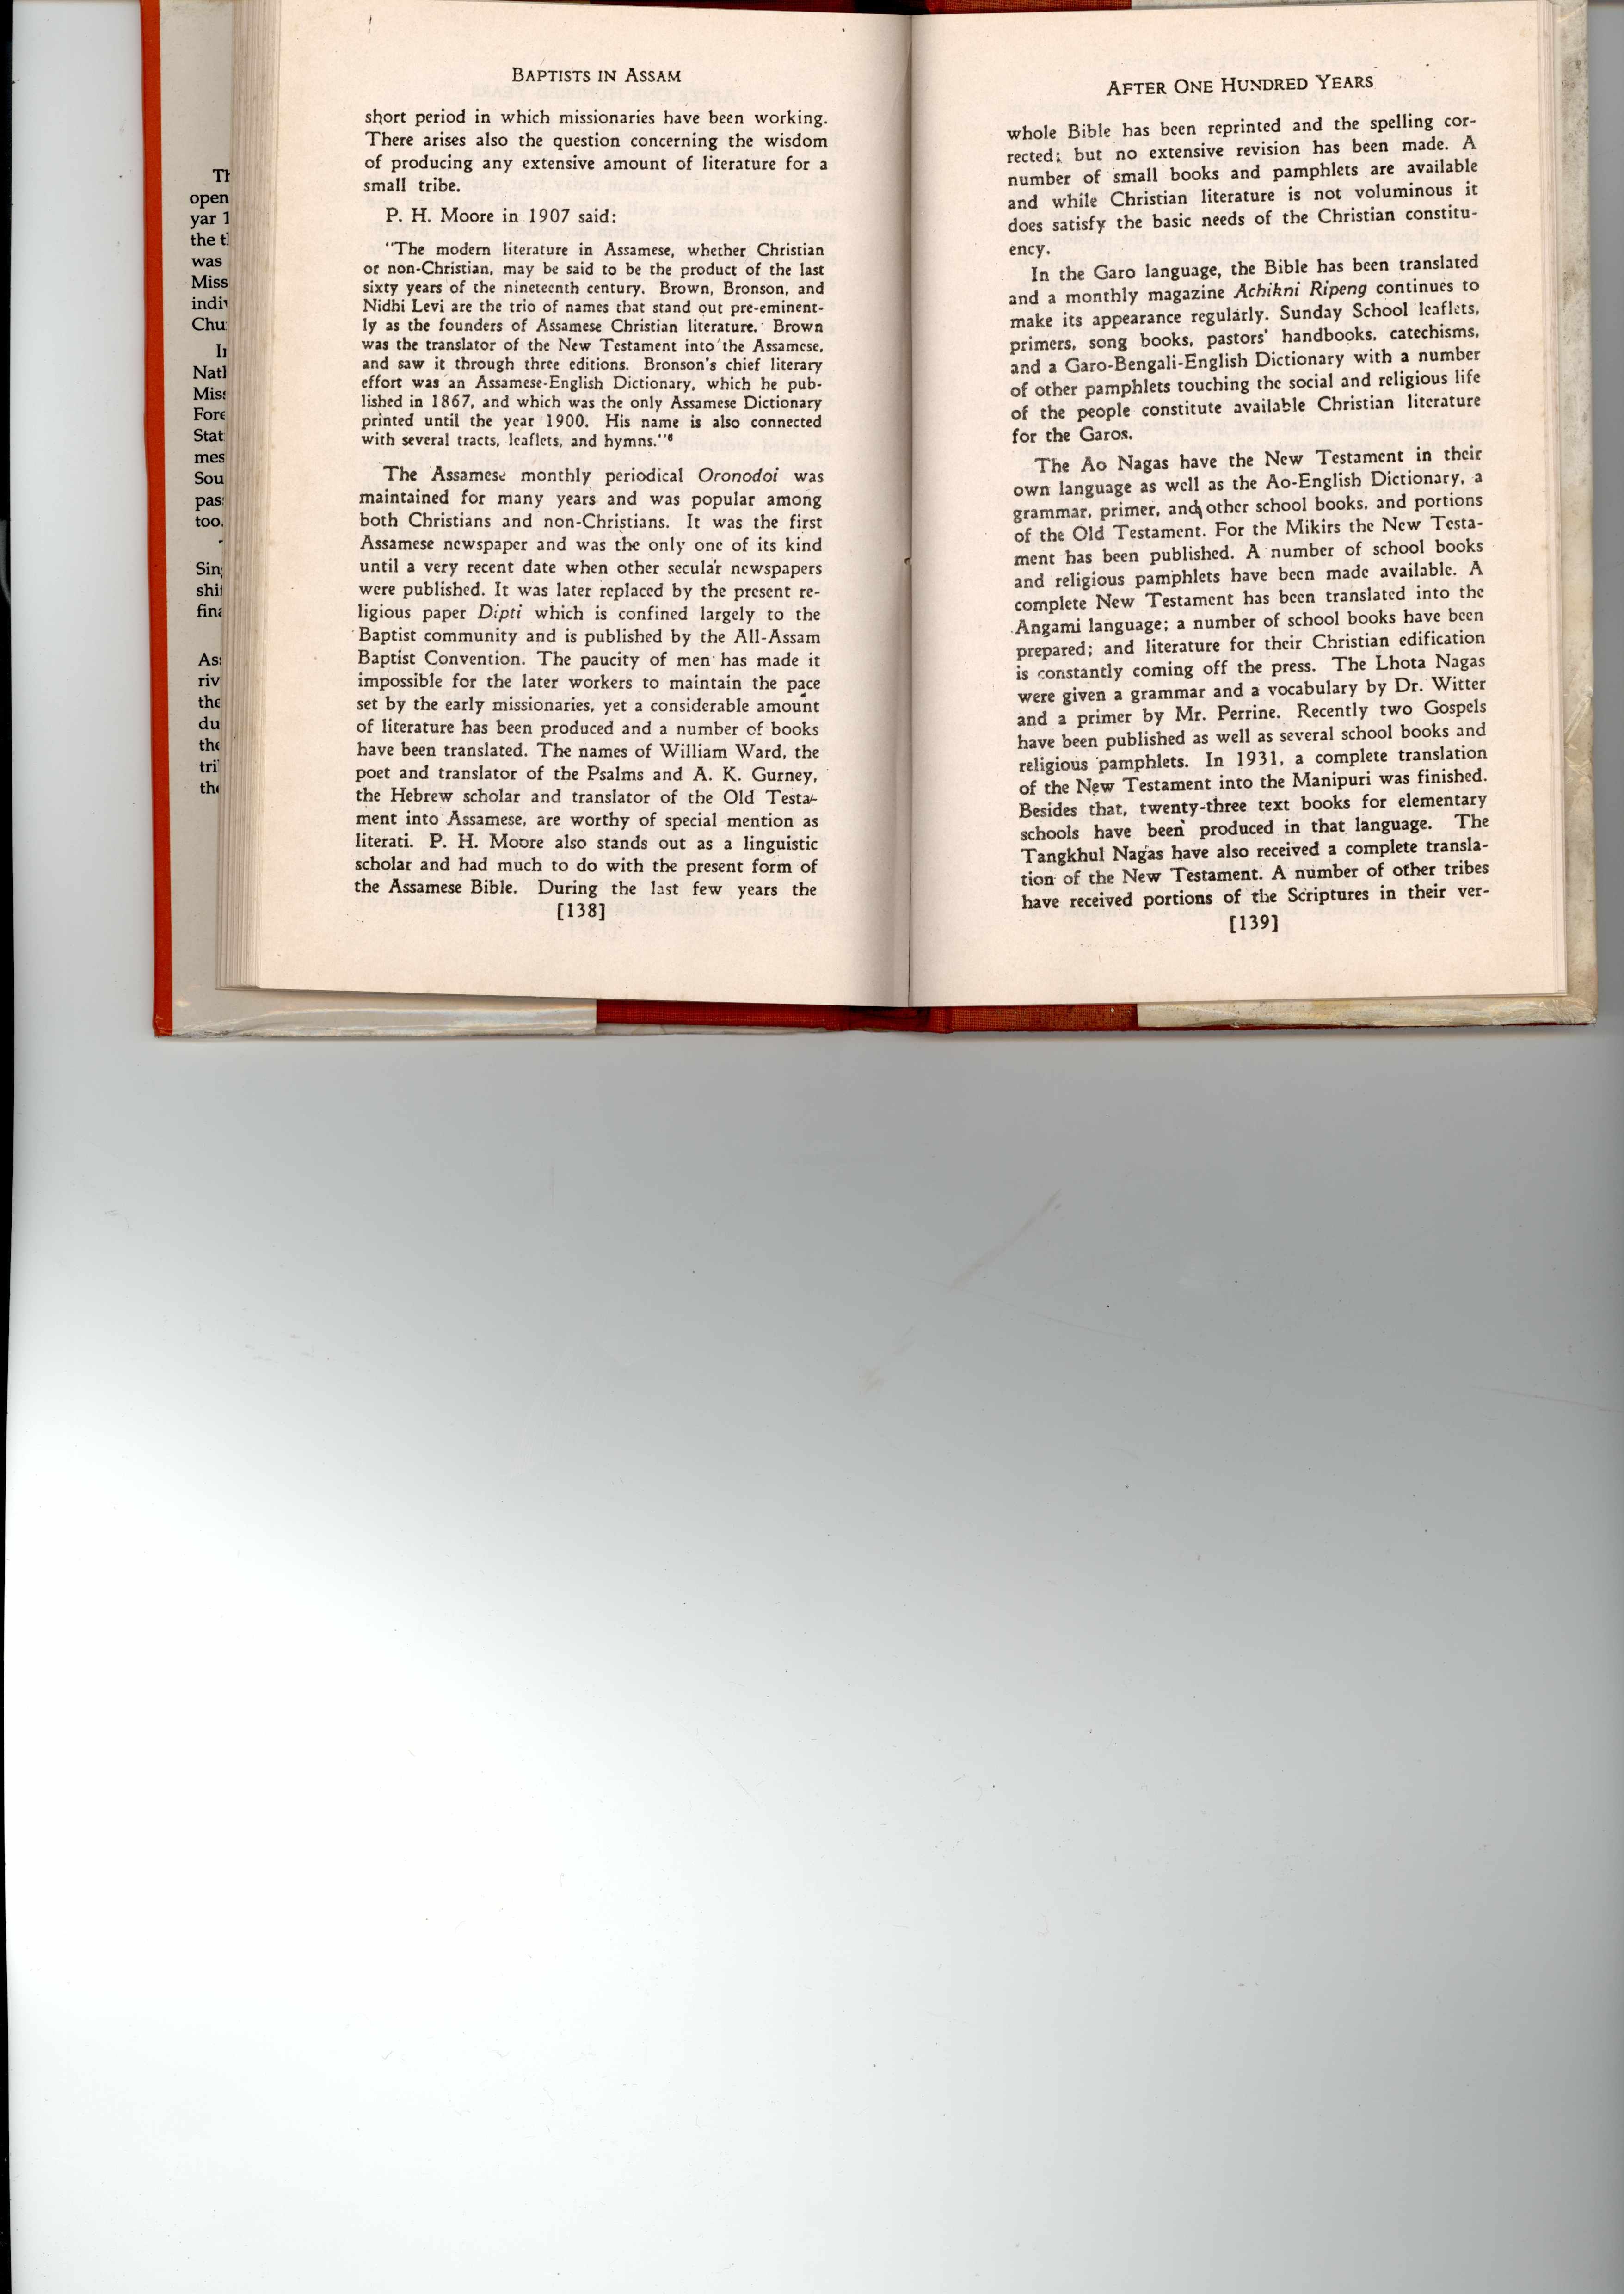 Th
open
yar 1
the tl
was
Miss
indiv
Chu
In
Natl
Miss
Fore
Stat
mes
Sou
pas
too.
Sin
shi
fina
As
riv
the
du
the
tri
the
BAPTISTS IN ASSAM
short period in which missionaries have been working.
There arises also the question concerning the wisdom
of producing any extensive amount of literature for a
small tribe.
P. H. Moore in 1907 said:
"The modern literature in Assamese, whether Christian
or non-Christian, may be said to be the product of the last
sixty years of the nineteenth century. Brown, Bronson, and
Nidhi Levi are the trio of names that stand out pre-eminent-
ly as the founders of Assamese Christian literature. Brown
was the translator of the New Testament into the Assamese,
and saw it through three editions. Bronson's chief literary
effort was an Assamese-English Dictionary, which he pub-
lished in 1867, and which was the only Assamese Dictionary
printed until the year 1900. His name is also connected
with several tracts, leaflets, and hymns."⁶
The Assamese monthly periodical Oronodoi was
maintained for many years and was popular among
both Christians and non-Christians. It was the first
Assamese newspaper and was the only one of its kind
until a very recent date when other secular newspapers
were published. It was later replaced by the present re-
ligious paper Dipti which is confined largely to the
Baptist community and is published by the All-Assam
Baptist Convention. The paucity of men has made it
impossible for the later workers to maintain the pace
set by the early missionaries, yet a considerable amount
of literature has been produced and a number of books
have been translated. The names of William Ward, the
poet and translator of the Psalms and A. K. Gurney,
the Hebrew scholar and translator of the Old Testa-
ment into Assamese, are worthy of special mention as
literati. P. H. Moore also stands out as a linguistic
scholar and had much to do with the present form of
the Assamese Bible. During the last few years the
[138]
AFTER ONE HUNDRED YEARS
whole Bible has been reprinted and the spelling cor-
rected; but no extensive revision has been made. A
number of small books and pamphlets are available
and while Christian literature is not voluminous it
does satisfy the basic needs of the Christian constitu-
ency.
In the Garo language, the Bible has been translated
and a monthly magazine Achikni Ripeng continues to
make its appearance regularly. Sunday School leaflets,
primers, song books, pastors' handbooks, catechisms,
and a Garo-Bengali-English Dictionary with a number
of other pamphlets touching the social and religious life
of the people constitute available Christian literature
for the Garos.
The Ao Nagas have the New Testament in their
own language as well as the Ao-English Dictionary, a
grammar, primer, and other school books, and portions
of the Old Testament. For the Mikirs the New Testa-
ment has been published. A number of school books
and religious pamphlets have been made available. A
complete New Testament has been translated into the
Angami language; a number of school books have been
prepared; and literature for their Christian edification
is constantly coming off the press. The Lhota Nagas
were given a grammar and a vocabulary by Dr. Witter
and a primer by Mr. Perrine. Recently two Gospels
have been published as well as several school books and
religious pamphlets. In 1931, a complete translation
of the New Testament into the Manipuri was finished.
Besides that, twenty-three text books for elementary
schools have been produced in that language. The
Tangkhul Nagas have also received a complete transla-
tion of the New Testament. A number of other tribes
have received portions of the Scriptures in their ver-
[139]